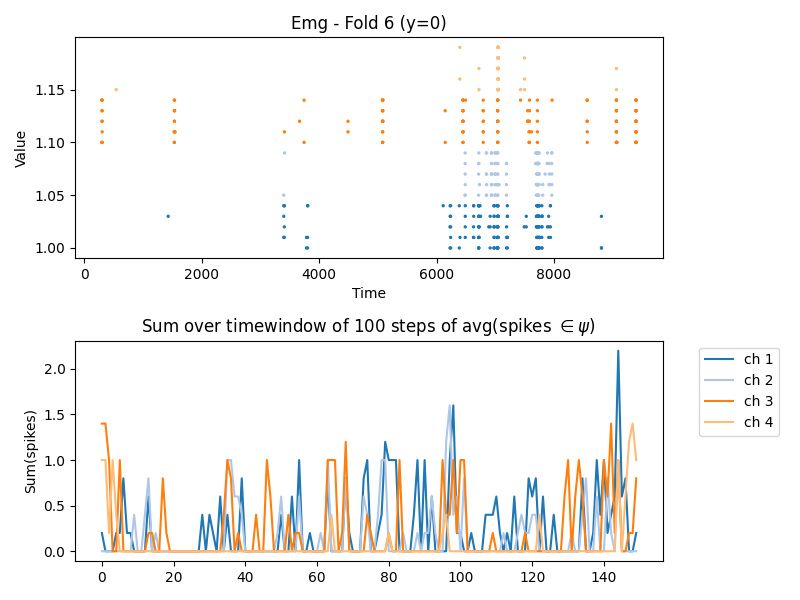 Emg - Fold 6 (y=0)
Value
1.15
1.10
1.05
1.00
0 2000 4000 6000 8000
Time
Sum over timewindow of 100 steps of avg(spikes ∈ ψ)
Sum(spikes)
2.0
1.5
1.0
0.5
0.0
0 20 40 60 80 100 120 140
ch 1
ch 2
ch 3
ch 4